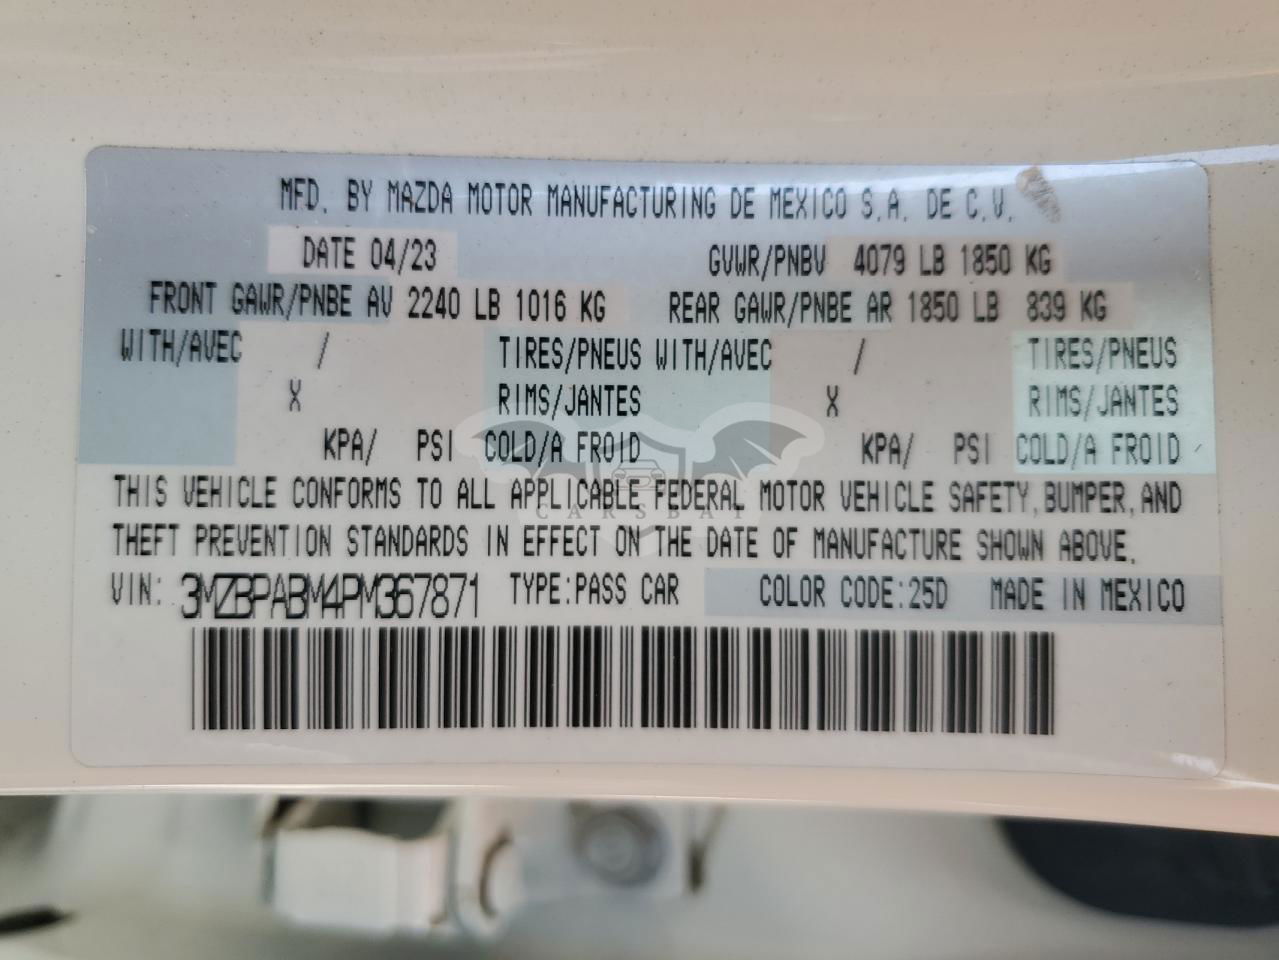 MFD. BY MAZDA MOTOR MANUFACTURING DE MEXICO S.A. DE C.V.
DATE 04/23 GVWR/PNBV 4079 LB 1850 KG
FRONT GAWR/PNBE AV 2240 LB 1016 KG REAR GAWR/PNBE AR 1850 LB 839 KG
WITH/AVEC / TIRES/PNEUS WITH/AVEC / TIRES/PNEUS
X RIMS/JANTES X RIMS/JANTES
KPA/ PSI COLD/A FROID KPA/ PSI COLD/A FROID
THIS VEHICLE CONFORMS TO ALL APPLICABLE FEDERAL MOTOR VEHICLE SAFETY, BUMPER, AND
CARSBAT
THEFT PREVENTION STANDARDS IN EFFECT ON THE DATE OF MANUFACTURE SHOWN ABOVE.
VIN: 3MZBPABM4PM367871 TYPE:PASS CAR COLOR CODE:25D MADE IN MEXICO